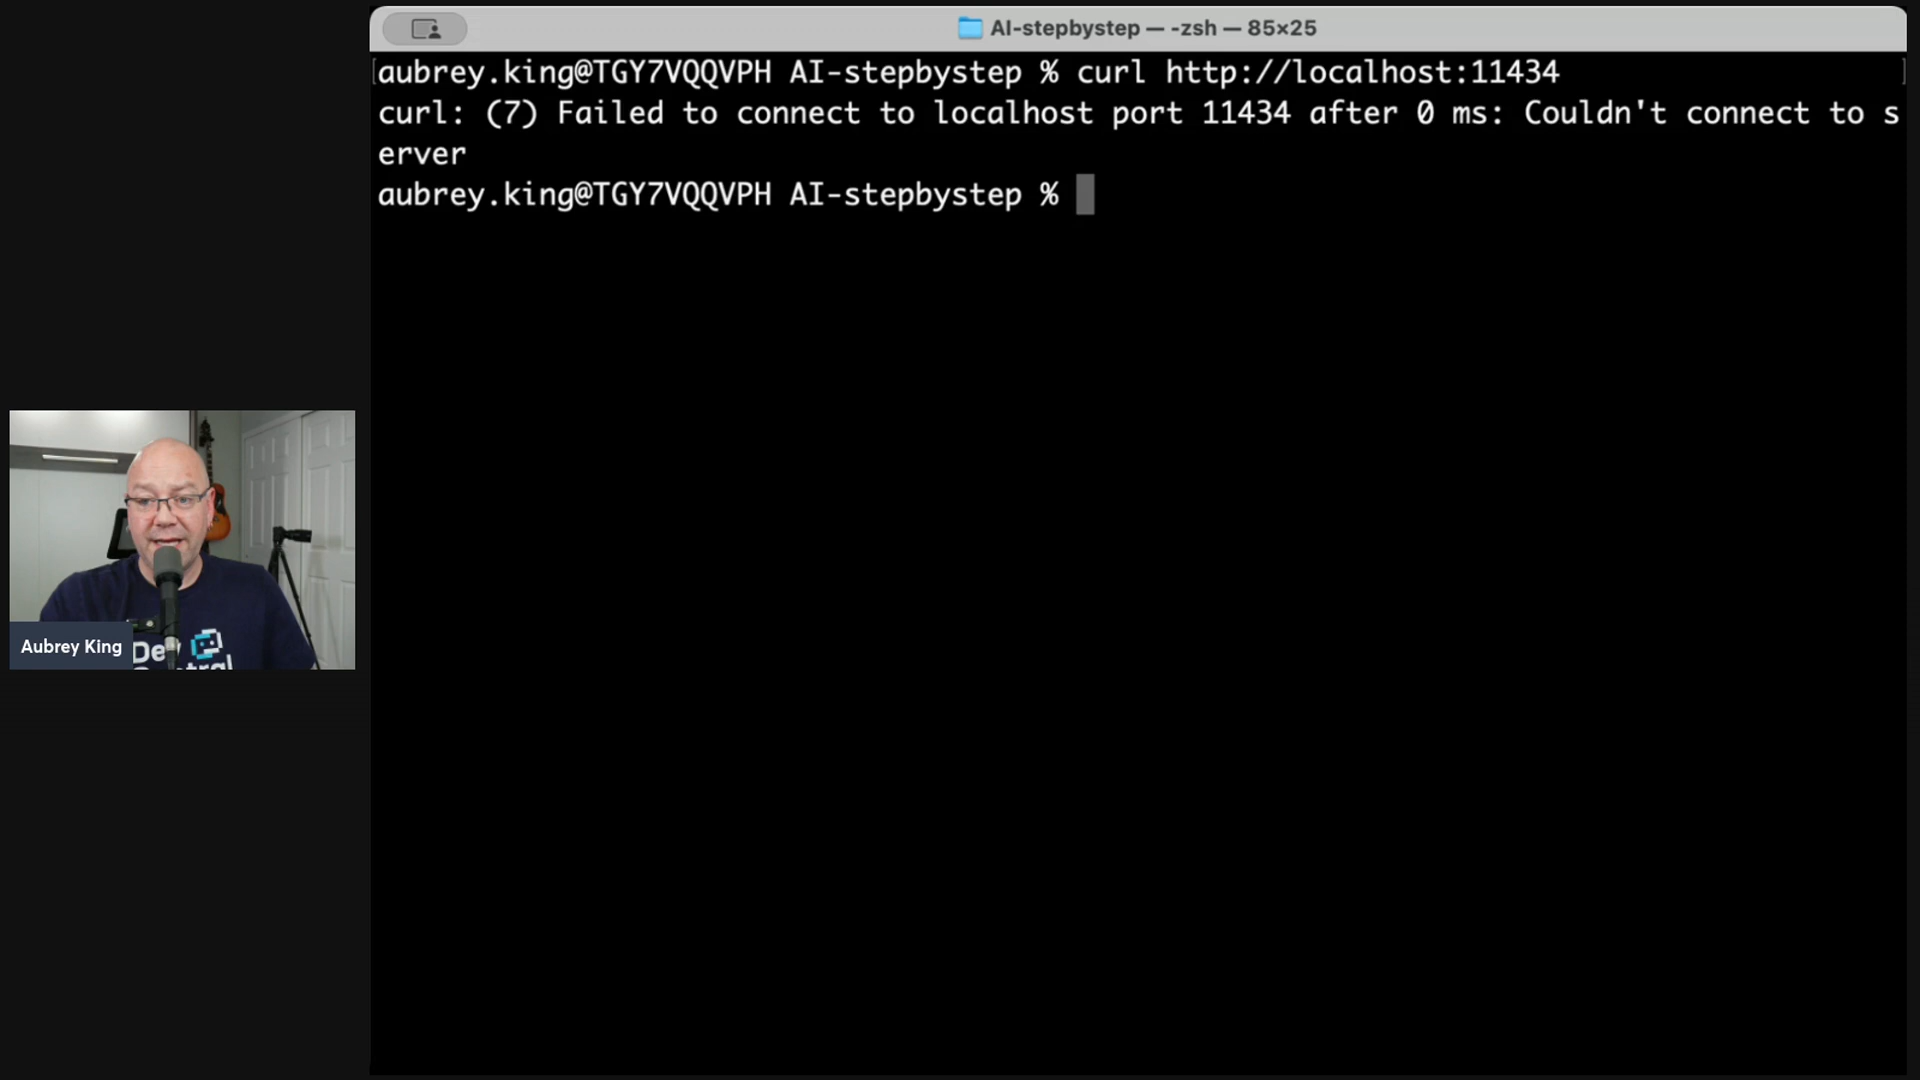 AI-stepbystep — -zsh — 85×25
aubrey.king@TGY7VQQVPH AI-stepbystep % curl http://localhost:11434
curl: (7) Failed to connect to localhost port 11434 after 0 ms: Couldn't connect to s
erver
aubrey.king@TGY7VQQVPH AI-stepbystep %
Aubrey King